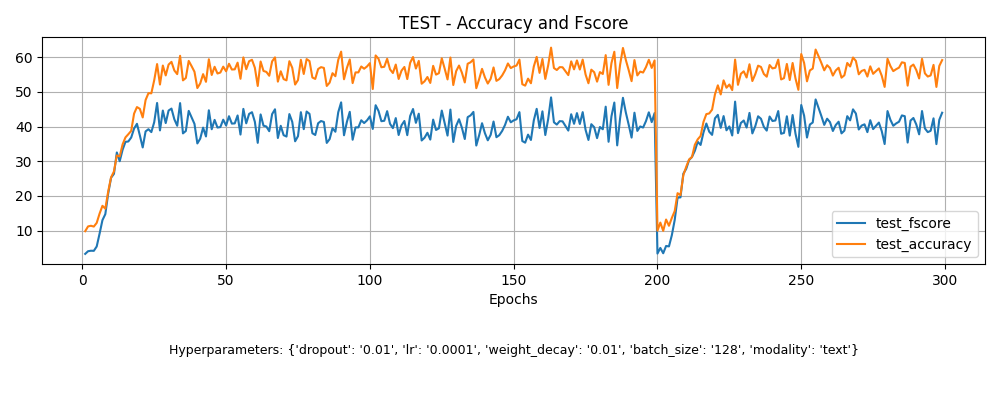 TEST - Accuracy and Fscore
60
50
40
30
20
10
test_fscore
test_accuracy
0 50 100 150 200 250 300
Epochs
Hyperparameters: {'dropout': '0.01', 'lr': '0.0001', 'weight_decay': '0.01', 'batch_size': '128', 'modality': 'text'}